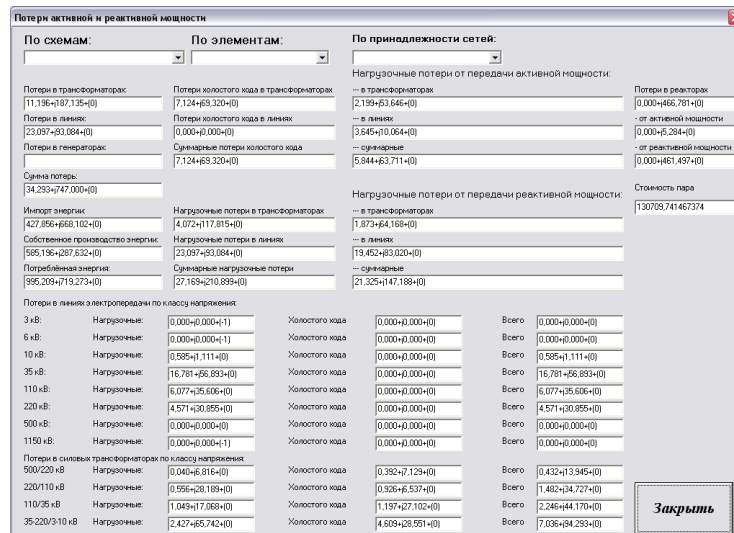 Потери активной и реактивной мощности
По схемам: По элементам: По принадлежности сетей:
Нагрузочные потери от передачи активной мощности:
Потери в трансформаторах: Потери холостого хода в трансформаторах --- в трансформаторах Потери в реакторах
11,196+j187,135+(0) 7,124+j69,320+(0) 2,199+j53,646+(0) 0,000+j466,781+(0)
Потери в линиях: Потери холостого хода в линиях --- в линиях - от активной мощности
23,097+j93,084+(0) 0,000+j0,000+(0) 3,645+j10,064+(0) 0,000+j5,284+(0)
Потери в генераторах: Суммарные потери холостого хода --- суммарные - от реактивной мощности
7,124+j69,320+(0) 5,844+j63,711+(0) 0,000+j461,497+(0)
Сумма потерь:
34,293+j747,000+(0)
Стоимость пара
Нагрузочные потери от передачи реактивной мощности:
130709,741467374
Импорт энергии: Нагрузочные потери в трансформаторах --- в трансформаторах
427,856+j668,102+(0) 4,072+j117,815+(0) 1,873+j64,168+(0)
Собственное производство энергии: Нагрузочные потери в линиях --- в линиях
585,196+j287,632+(0) 23,097+j93,084+(0) 19,452+j83,020+(0)
Потреблённая энергия: Суммарные нагрузочные потери --- суммарные
995,209+j719,273+(0) 27,169+j210,899+(0) 21,325+j147,188+(0)
Потери в линиях электропередачи по классу напряжения:
3 кВ: Нагрузочные: 0,000+j0,000+(-1) Холостого хода 0,000+j0,000+(0) Всего 0,000+j0,000+(0)
6 кВ: Нагрузочные: 0,000+j0,000+(-1) Холостого хода 0,000+j0,000+(0) Всего 0,000+j0,000+(0)
10 кВ: Нагрузочные: 0,585+j1,111+(0) Холостого хода 0,000+j0,000+(0) Всего 0,585+j1,111+(0)
35 кВ: Нагрузочные: 16,781+j56,893+(0) Холостого хода 0,000+j0,000+(0) Всего 16,781+j56,893+(0)
110 кВ: Нагрузочные: 6,077+j35,606+(0) Холостого хода 0,000+j0,000+(0) Всего 6,077+j35,606+(0)
220 кВ: Нагрузочные: 4,571+j30,855+(0) Холостого хода 0,000+j0,000+(0) Всего 4,571+j30,855+(0)
500 кВ: Нагрузочные: 0,000+j0,000+(0) Холостого хода 0,000+j0,000+(0) Всего 0,000+j0,000+(0)
1150 кВ: Нагрузочные: 0,000+j0,000+(-1) Холостого хода 0,000+j0,000+(0) Всего 0,000+j0,000+(0)
Потери в силовых трансформаторах по классу напряжения:
500/220 кВ Нагрузочные: 0,040+j6,816+(0) Холостого хода 0,392+j7,129+(0) Всего 0,432+j13,945+(0)
220/110 кВ Нагрузочные: 0,556+j28,189+(0) Холостого хода 0,926+j6,537+(0) Всего 1,482+j34,727+(0)
110/35 кВ Нагрузочные: 1,049+j17,068+(0) Холостого хода 1,197+j27,102+(0) Всего 2,246+j44,170+(0)
35-220/3-10 кВ Нагрузочные: 2,427+j65,742+(0) Холостого хода 4,609+j28,551+(0) Всего 7,036+j94,293+(0)
Закрыть